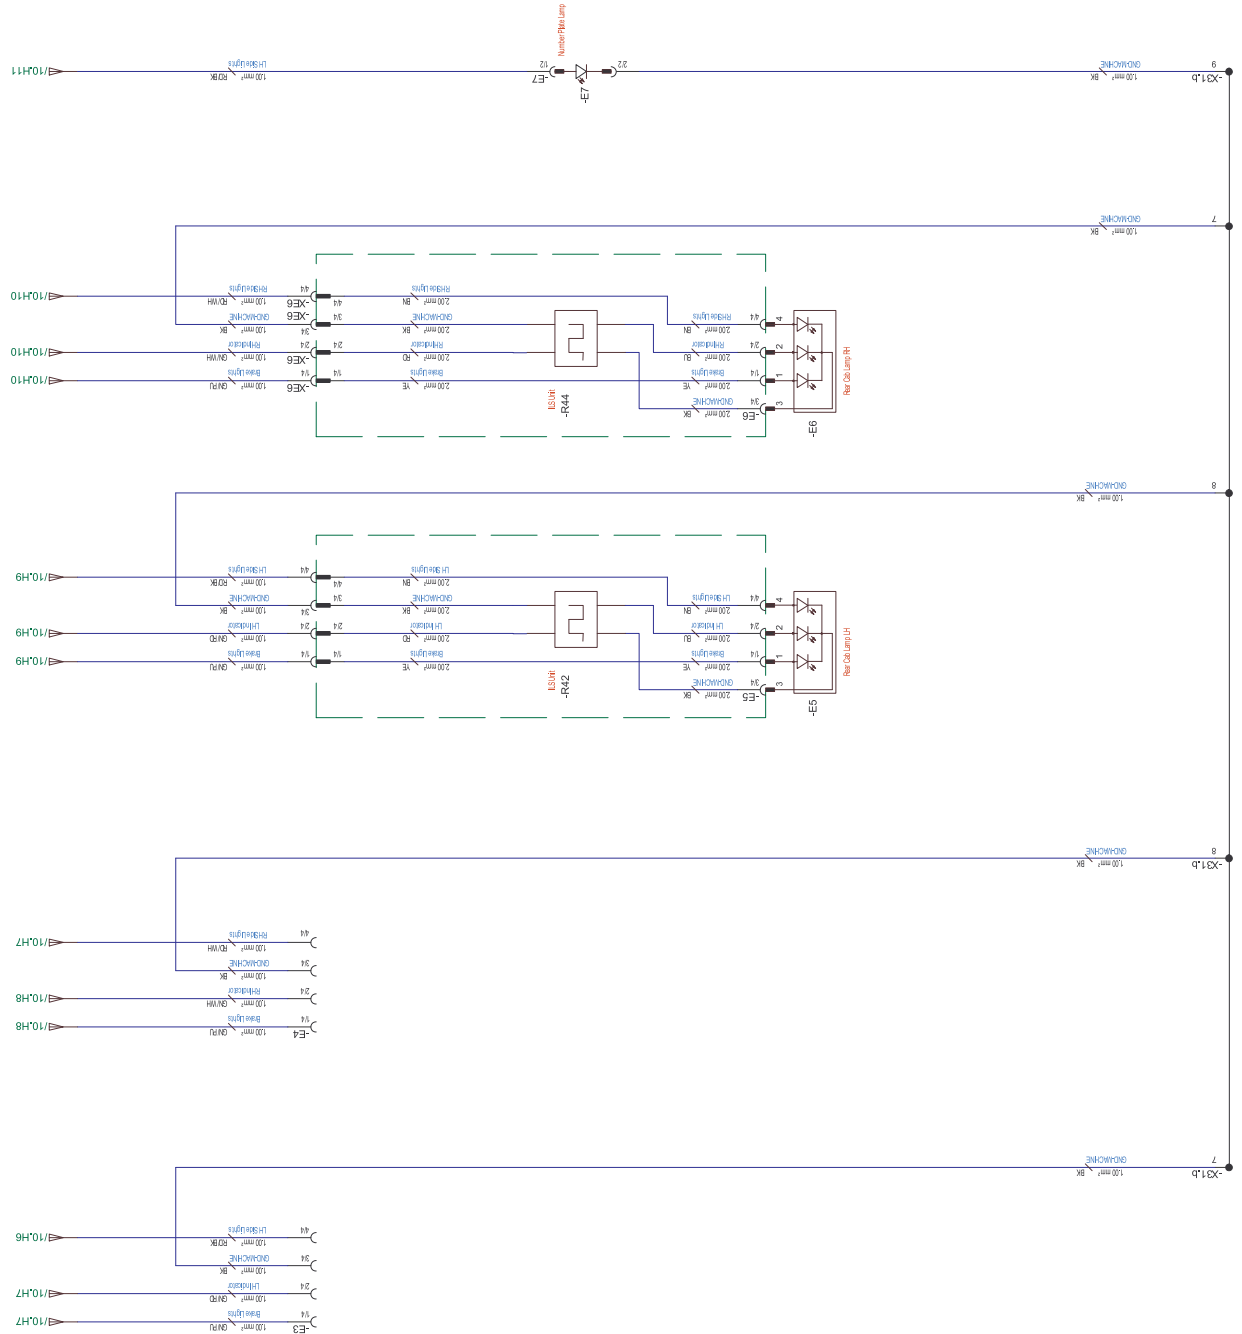 /10.H11
LH Side Lights
1,00 mm² RD/BK
Number Plate Lamp
1/2
-E7
-E7
2/2
GND-MACHINE
1,00 mm²
BK
9
-X31.b
GND-MACHINE
1,00 mm²
BK
7
/10.H10
RH Side Lights
1,00 mm² RD/WH
4/4
-XE6
4/4
RH Side Lights
2,00 mm² BN
GND-MACHINE
1,00 mm² BK
3/4
-XE6
3/4
GND-MACHINE
2,00 mm² BK
RH Side Lights
2,00 mm² BN
4/4
4
/10.H10
RH Indicator
1,00 mm² GN/WH
2/4
-XE6
2/4
RH Indicator
2,00 mm² RD
RH Indicator
2,00 mm² BU
2/4
2
/10.H10
Brake Lights
1,00 mm² GN/PU
1/4
-XE6
1/4
Brake Lights
2,00 mm² YE
Brake Lights
2,00 mm² YE
1/4
1
ILS Unit
-R44
GND-MACHINE
2,00 mm² BK
3/4
-E6
3
-E6
Rear Cab Lamp RH
GND-MACHINE
1,00 mm²
BK
8
/10.H9
LH Side Lights
1,00 mm² RD/BK
4/4
4/4
LH Side Lights
2,00 mm² BN
GND-MACHINE
1,00 mm² BK
3/4
3/4
GND-MACHINE
2,00 mm² BK
LH Side Lights
2,00 mm² BN
4/4
4
/10.H9
LH Indicator
1,00 mm² GN/RD
2/4
2/4
LH Indicator
2,00 mm² RD
LH Indicator
2,00 mm² BU
2/4
2
/10.H9
Brake Lights
1,00 mm² GN/PU
1/4
1/4
Brake Lights
2,00 mm² YE
Brake Lights
2,00 mm² YE
1/4
1
ILS Unit
-R42
GND-MACHINE
2,00 mm² BK
3/4
-E5
3
-E5
Rear Cab Lamp LH
GND-MACHINE
1,00 mm²
BK
8
-X31.b
/10.H7
RH Side Lights
1,00 mm² RD/WH
4/4
GND-MACHINE
1,00 mm² BK
3/4
/10.H8
RH Indicator
1,00 mm² GN/WH
2/4
/10.H8
Brake Lights
1,00 mm² GN/PU
1/4
-E4
GND-MACHINE
1,00 mm²
BK
7
-X31.b
/10.H6
LH Side Lights
1,00 mm² RD/BK
4/4
GND-MACHINE
1,00 mm² BK
3/4
/10.H7
LH Indicator
1,00 mm² GN/RD
2/4
/10.H7
Brake Lights
1,00 mm² GN/PU
1/4
-E3